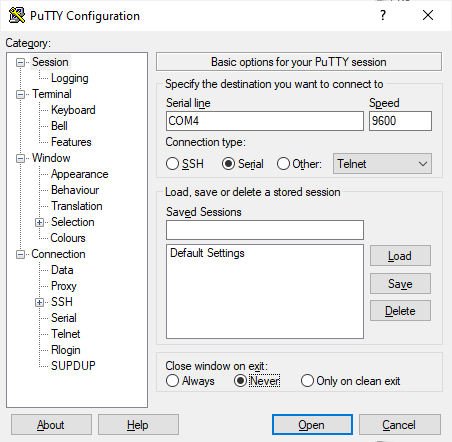 PuTTY Configuration
?
Category:
Session
Logging
Terminal
Keyboard
Bell
Features
Window
Appearance
Behaviour
Translation
Selection
Colours
Connection
Data
Proxy
SSH
Serial
Telnet
Rlogin
SUPDUP
Basic options for your PuTTY session
Specify the destination you want to connect to
Serial line Speed
COM4 9600
Connection type:
SSH Serial Other: Telnet
Load, save or delete a stored session
Saved Sessions
Default Settings
Load
Save
Delete
Close window on exit:
Always Never Only on clean exit
About Help Open Cancel